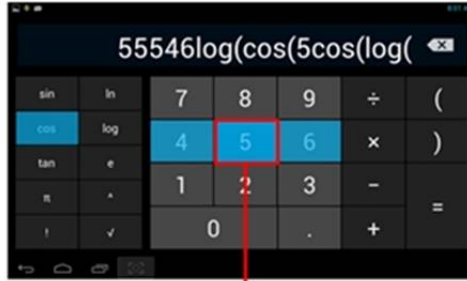 55546log(cos(5cos(log(
sin ln 7 8 9 ÷ (
cos log 4 5 6 × )
tan e 1 2 3 −
π ^ 0 . + =
! √